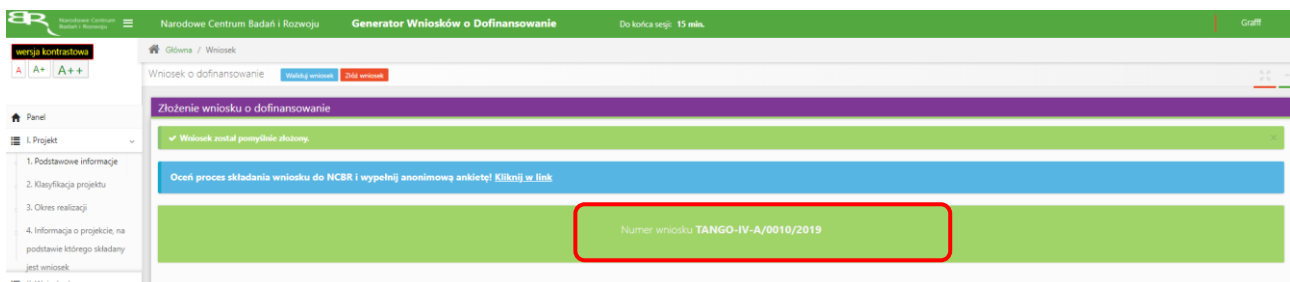 Narodowe Centrum
Badań i Rozwoju
Narodowe Centrum Badań i Rozwoju
Generator Wniosków o Dofinansowanie
Do końca sesji: 15 min.
Grafff
wersja kontrastowa
A A+ A++
Główna / Wniosek
Wniosek o dofinansowanie Waliduj wniosek Złóż wniosek
Złożenie wniosku o dofinansowanie
Panel
I. Projekt
Wniosek został pomyślnie złożony.
1. Podstawowe informacje
Oceń proces składania wniosku do NCBR i wypełnij anonimową ankietę! Kliknij w link
2. Klasyfikacja projektu
3. Okres realizacji
4. Informacja o projekcie, na
podstawie którego składany
jest wniosek
Numer wniosku TANGO-IV-A/0010/2019